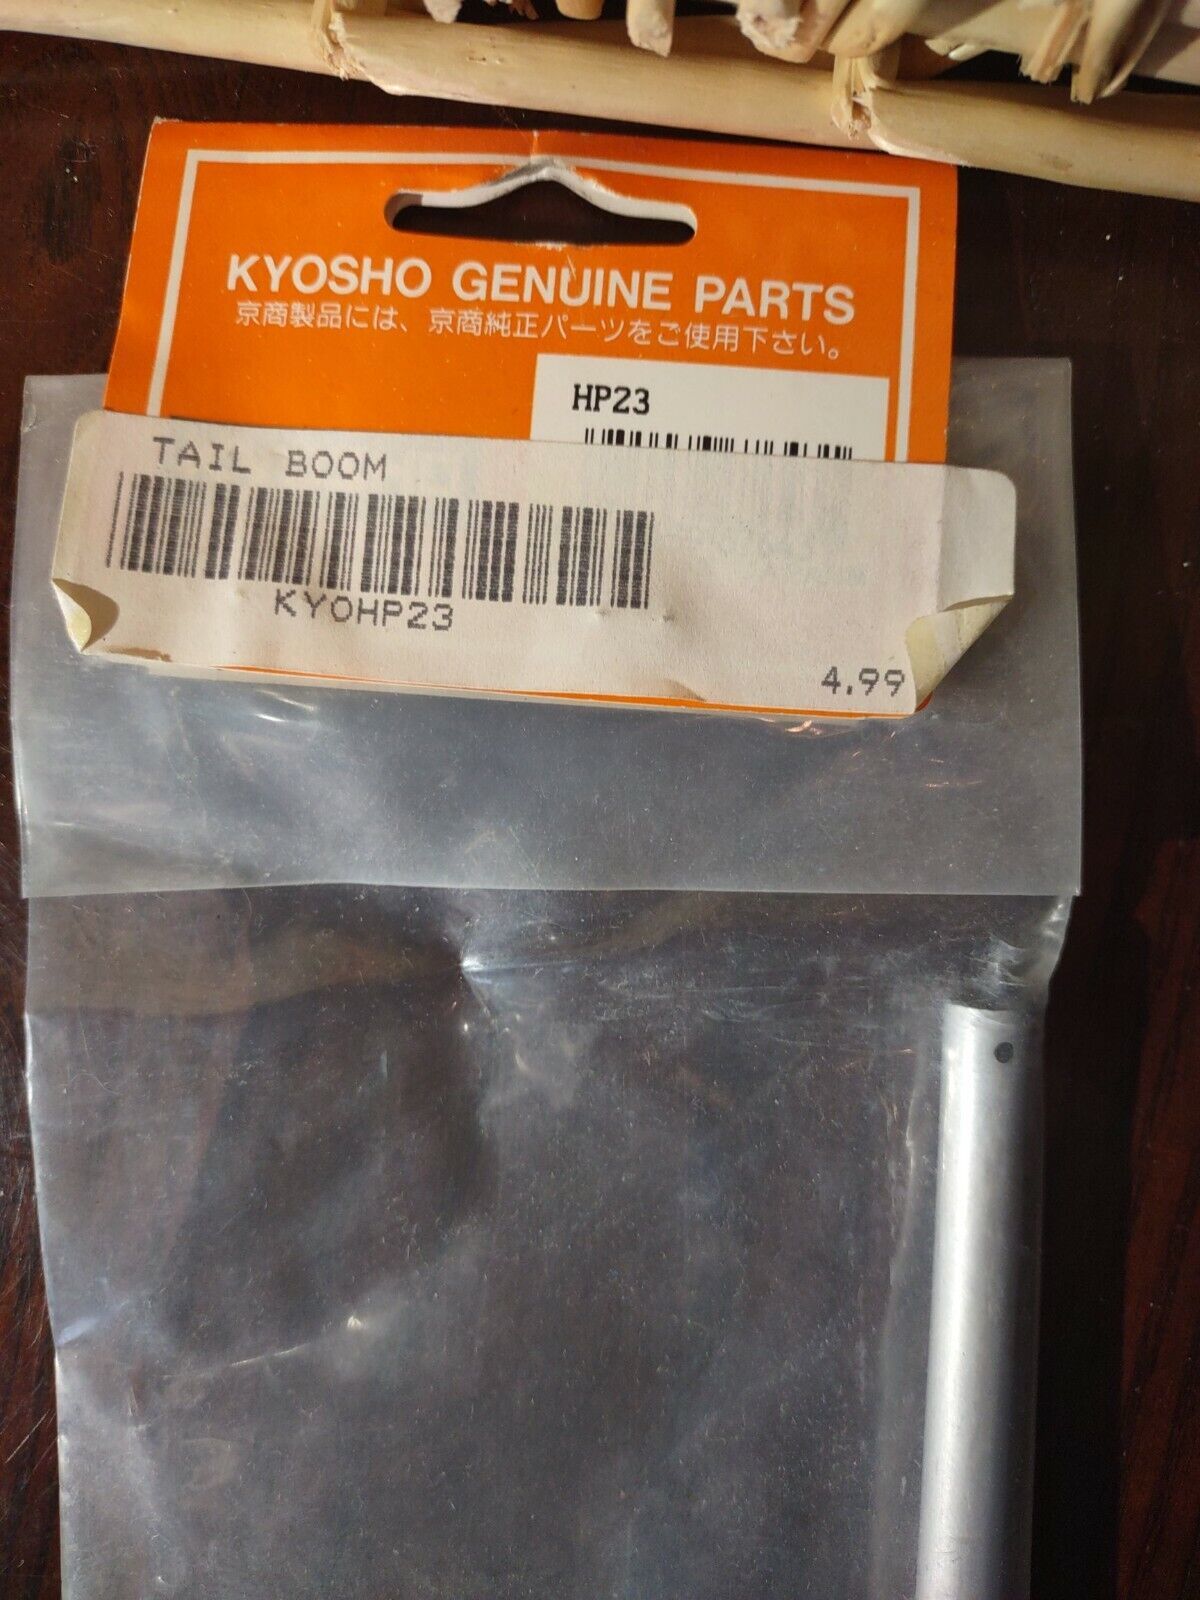 KYOSHO GENUINE PARTS
京商製品には、京商純正パーツをご使用下さい。
HP23
TAIL BOOM
KYOHP23
4.99